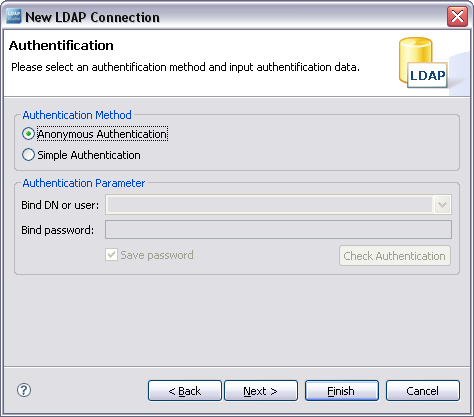 New LDAP Connection
Authentification
Please select an authentification method and input authentification data.
LDAP
Authentication Method
Anonymous Authentication
Simple Authentication
Authentication Parameter
Bind DN or user:
Bind password:
Save password
Check Authentication
?
< Back
Next >
Finish
Cancel